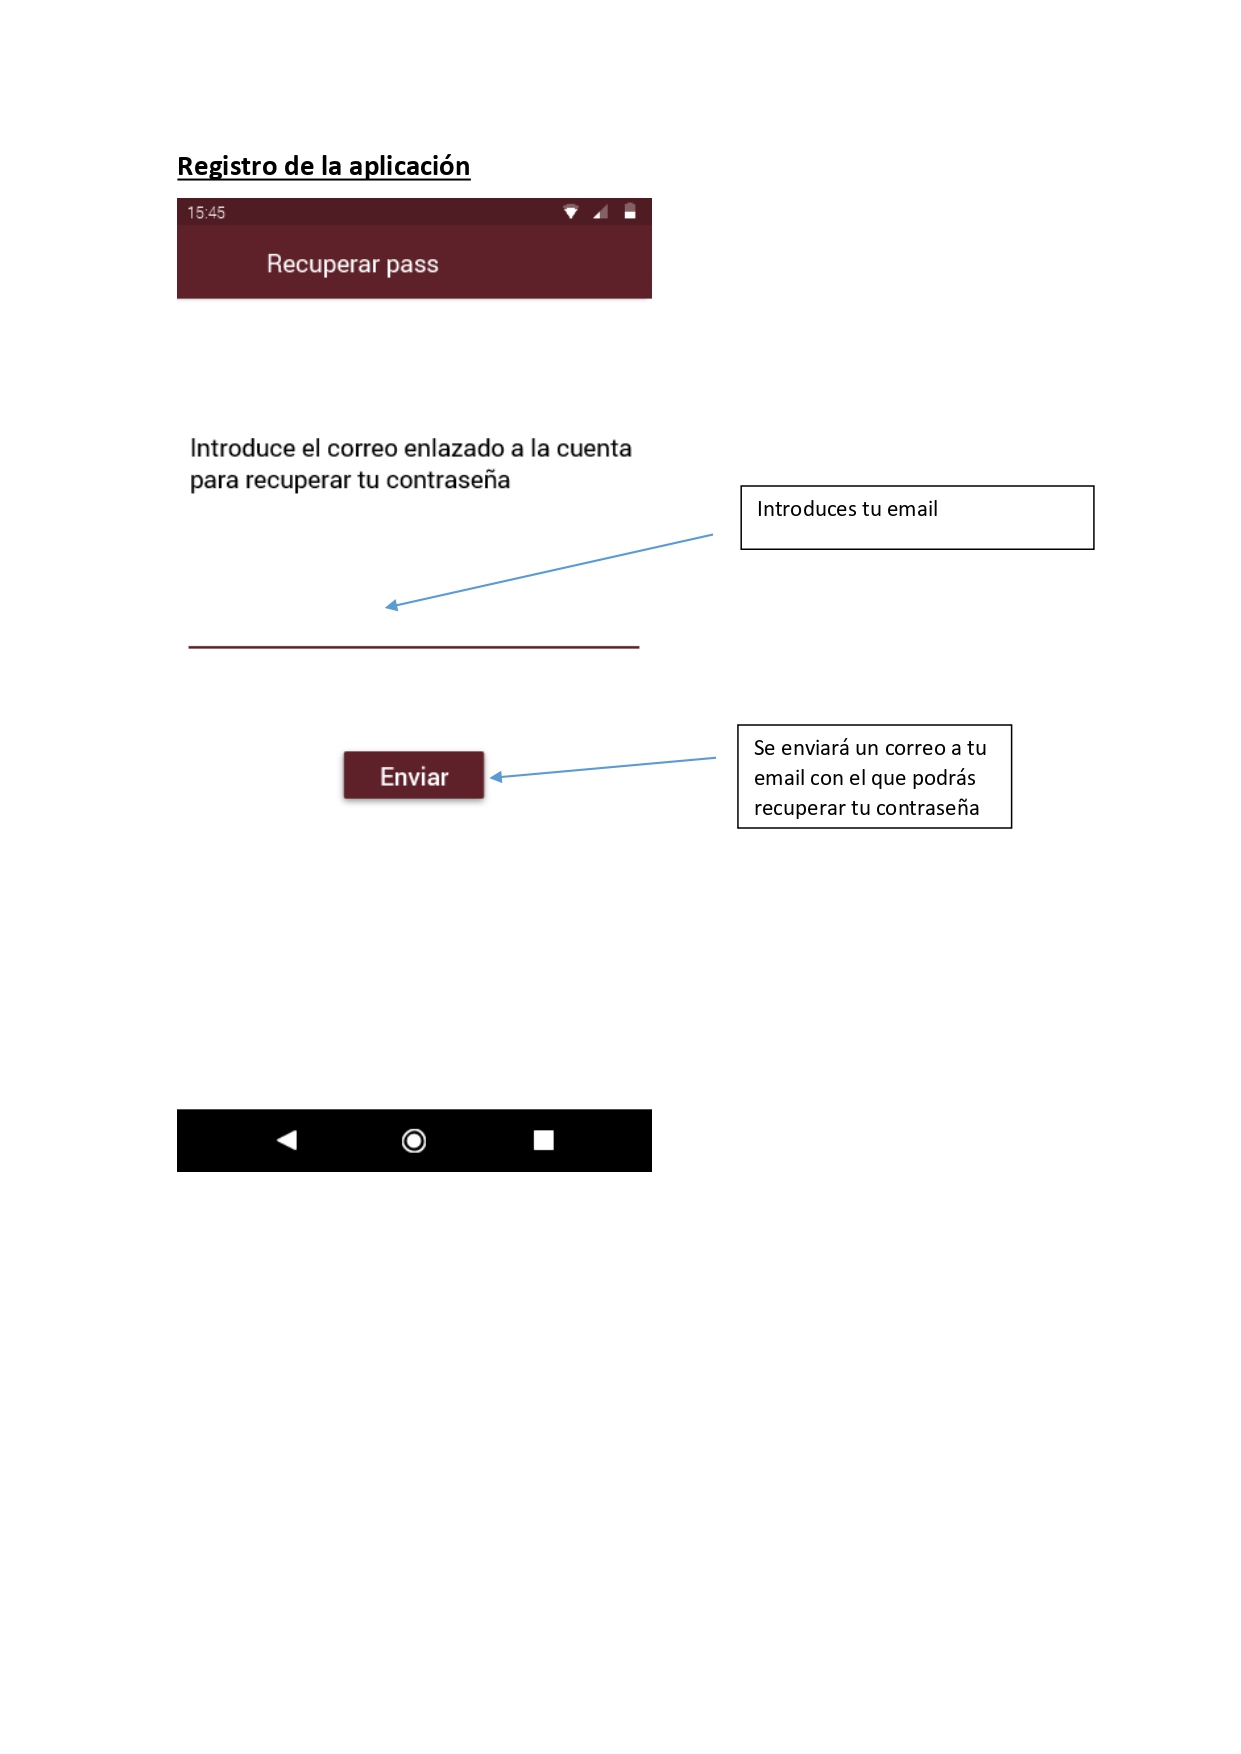 Registro de la aplicación
15:45
Recuperar pass
Introduce el correo enlazado a la cuenta
para recuperar tu contraseña
Introduces tu email
Enviar
Se enviará un correo a tu
email con el que podrás
recuperar tu contraseña